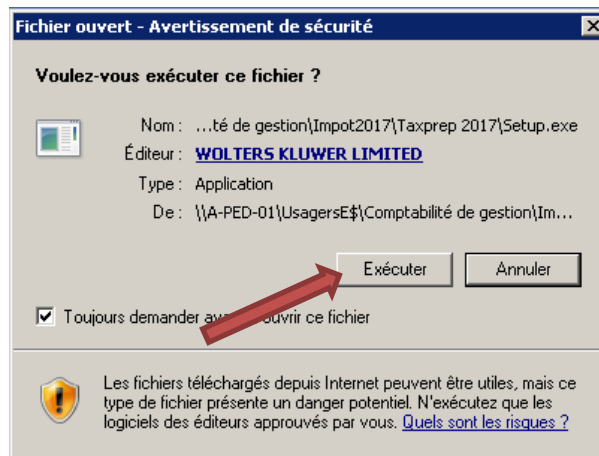 Fichier ouvert - Avertissement de sécurité
Voulez-vous exécuter ce fichier ?
Nom : ...té de gestion\Impot2017\Taxprep 2017\Setup.exe
Éditeur : WOLTERS KLUWER LIMITED
Type : Application
De : \\A-PED-01\UsagersE$\Comptabilité de gestion\Im...
Exécuter Annuler
Toujours demander ouvrir ce fichier
Les fichiers téléchargés depuis Internet peuvent être utiles, mais ce
type de fichier présente un danger potentiel. N'exécutez que les
logiciels des éditeurs approuvés par vous. Quels sont les risques ?